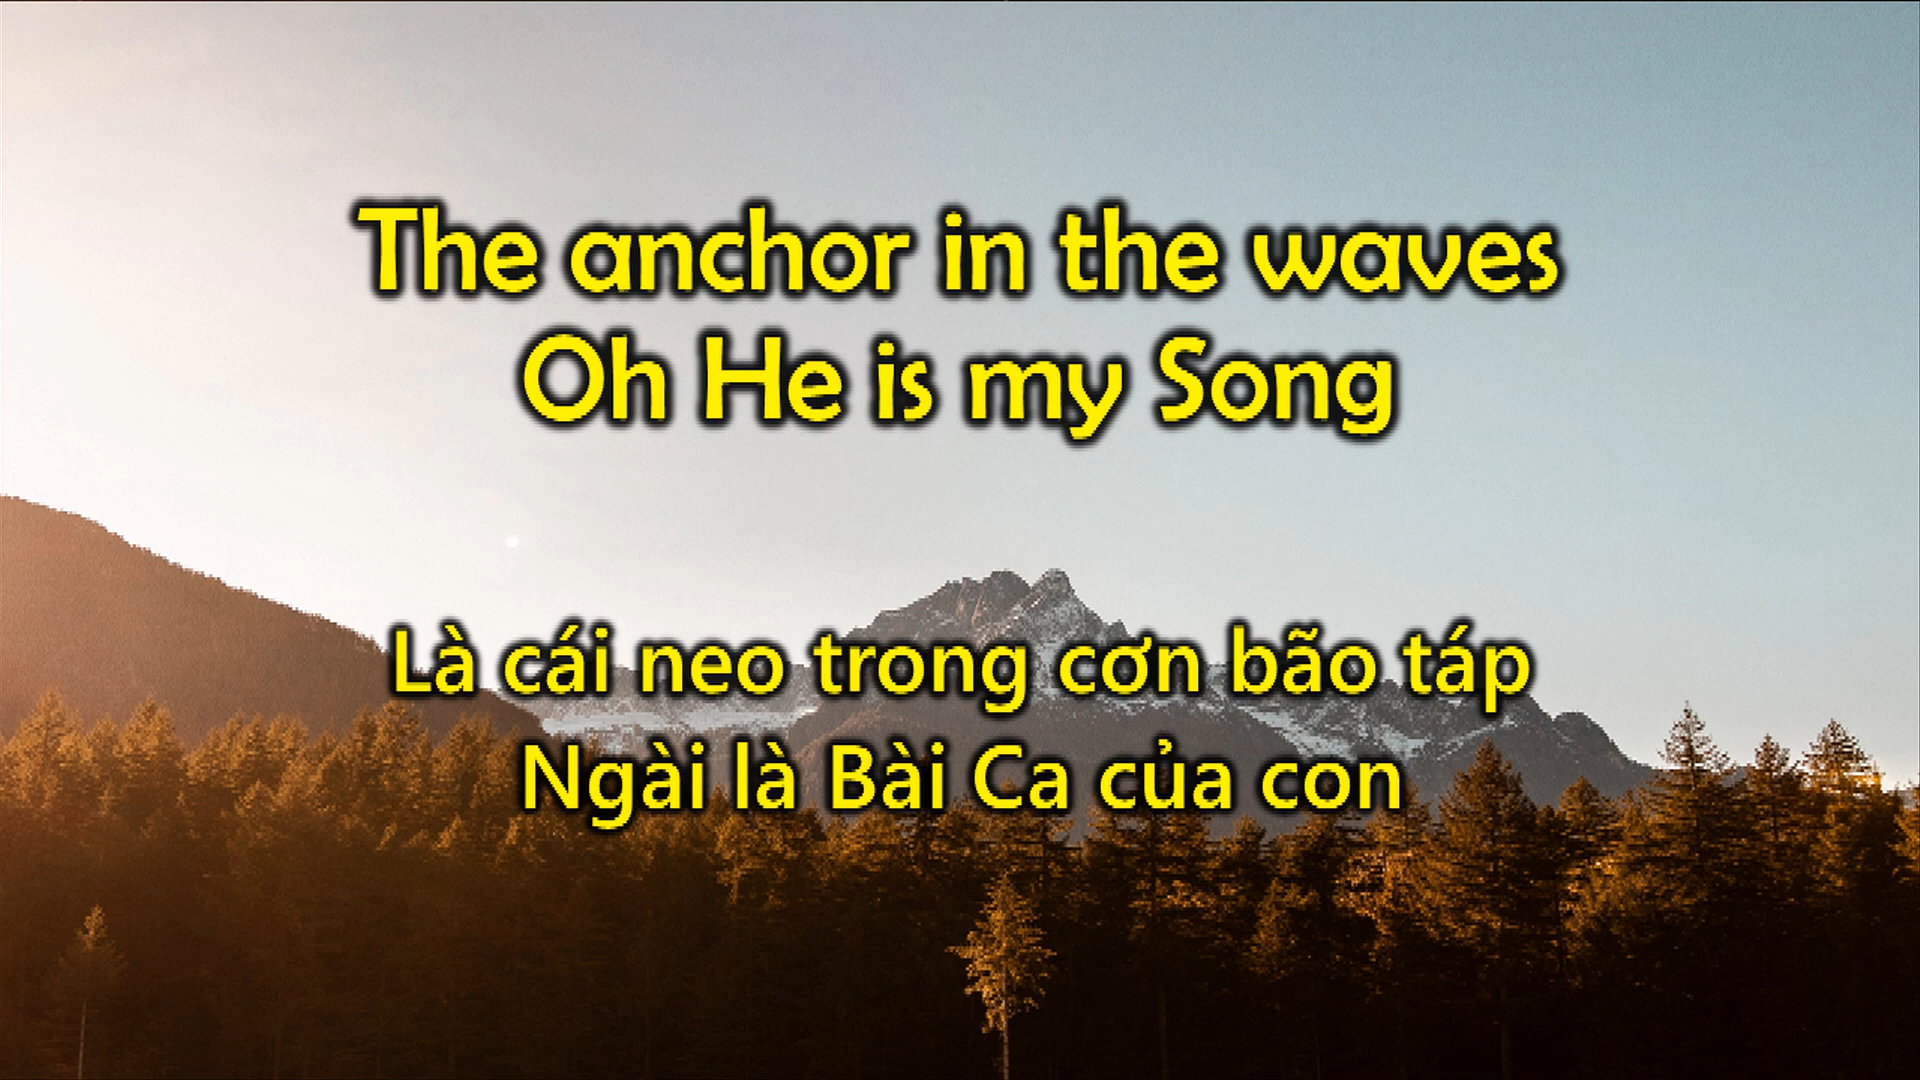 The anchor in the waves
Oh He is my Song
Là cái neo trong cơn bão táp
Ngài là Bài Ca của con